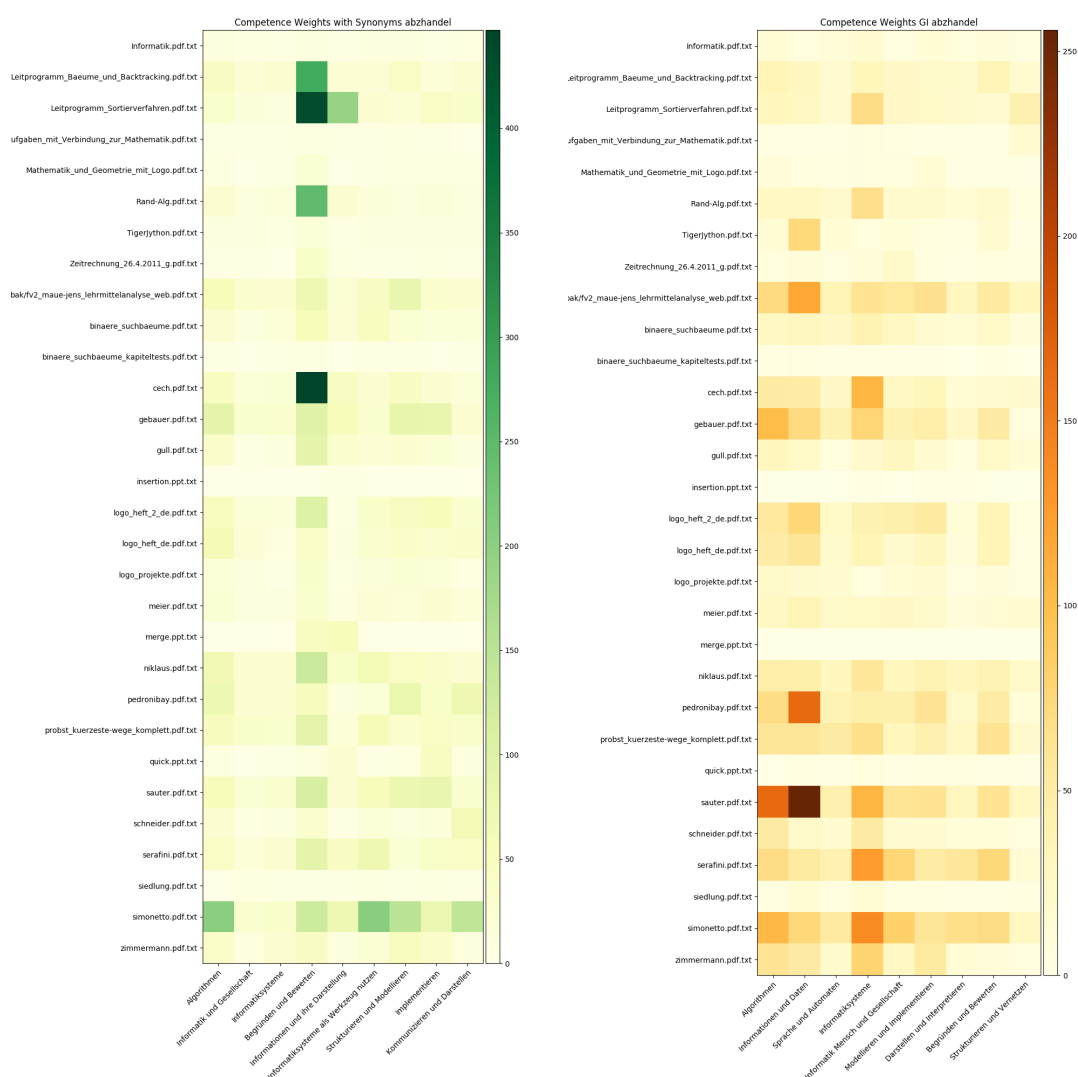 Competence Weights with Synonyms abzhandel
Informatik.pdf.txt
Leitprogramm_Baeume_und_Backtracking.pdf.txt
Leitprogramm_Sortierverfahren.pdf.txt
ufgaben_mit_Verbindung_zur_Mathematik.pdf.txt
Mathematik_und_Geometrie_mit_Logo.pdf.txt
Rand-Alg.pdf.txt
TigerJython.pdf.txt
Zeitrechnung_26.4.2011_g.pdf.txt
bak/fv2_maue-jens_lehrmittelanalyse_web.pdf.txt
binaere_suchbaeume.pdf.txt
binaere_suchbaeume_kapiteltests.pdf.txt
cech.pdf.txt
gebauer.pdf.txt
gull.pdf.txt
insertion.ppt.txt
logo_heft_2_de.pdf.txt
logo_heft_de.pdf.txt
logo_projekte.pdf.txt
meier.pdf.txt
merge.ppt.txt
niklaus.pdf.txt
pedronibay.pdf.txt
probst_kuerzeste-wege_komplett.pdf.txt
quick.ppt.txt
sauter.pdf.txt
schneider.pdf.txt
serafini.pdf.txt
siedlung.pdf.txt
simonetto.pdf.txt
zimmermann.pdf.txt
Algorithmen
Informatik und Gesellschaft
Informatiksysteme
Begründen und Bewerten
Informationen und ihre Darstellung
Informatiksysteme als Werkzeug nutzen
Strukturieren und Modellieren
Implementieren
Kommunizieren und Darstellen
400
350
300
250
200
150
100
50
0
Competence Weights GI abzhandel
Informatik.pdf.txt
eitprogramm_Baeume_und_Backtracking.pdf.txt
Leitprogramm_Sortierverfahren.pdf.txt
ufgaben_mit_Verbindung_zur_Mathematik.pdf.txt
Mathematik_und_Geometrie_mit_Logo.pdf.txt
Rand-Alg.pdf.txt
TigerJython.pdf.txt
Zeitrechnung_26.4.2011_g.pdf.txt
bak/fv2_maue-jens_lehrmittelanalyse_web.pdf.txt
binaere_suchbaeume.pdf.txt
binaere_suchbaeume_kapiteltests.pdf.txt
cech.pdf.txt
gebauer.pdf.txt
gull.pdf.txt
insertion.ppt.txt
logo_heft_2_de.pdf.txt
logo_heft_de.pdf.txt
logo_projekte.pdf.txt
meier.pdf.txt
merge.ppt.txt
niklaus.pdf.txt
pedronibay.pdf.txt
probst_kuerzeste-wege_komplett.pdf.txt
quick.ppt.txt
sauter.pdf.txt
schneider.pdf.txt
serafini.pdf.txt
siedlung.pdf.txt
simonetto.pdf.txt
zimmermann.pdf.txt
Algorithmen
Informationen und Daten
Sprache und Automaten
Informatiksysteme
Informatik Mensch und Gesellschaft
Modellieren und Implementieren
Darstellen und Interpretieren
Begründen und Bewerten
Strukturieren und Vernetzen
250
200
150
100
50
0